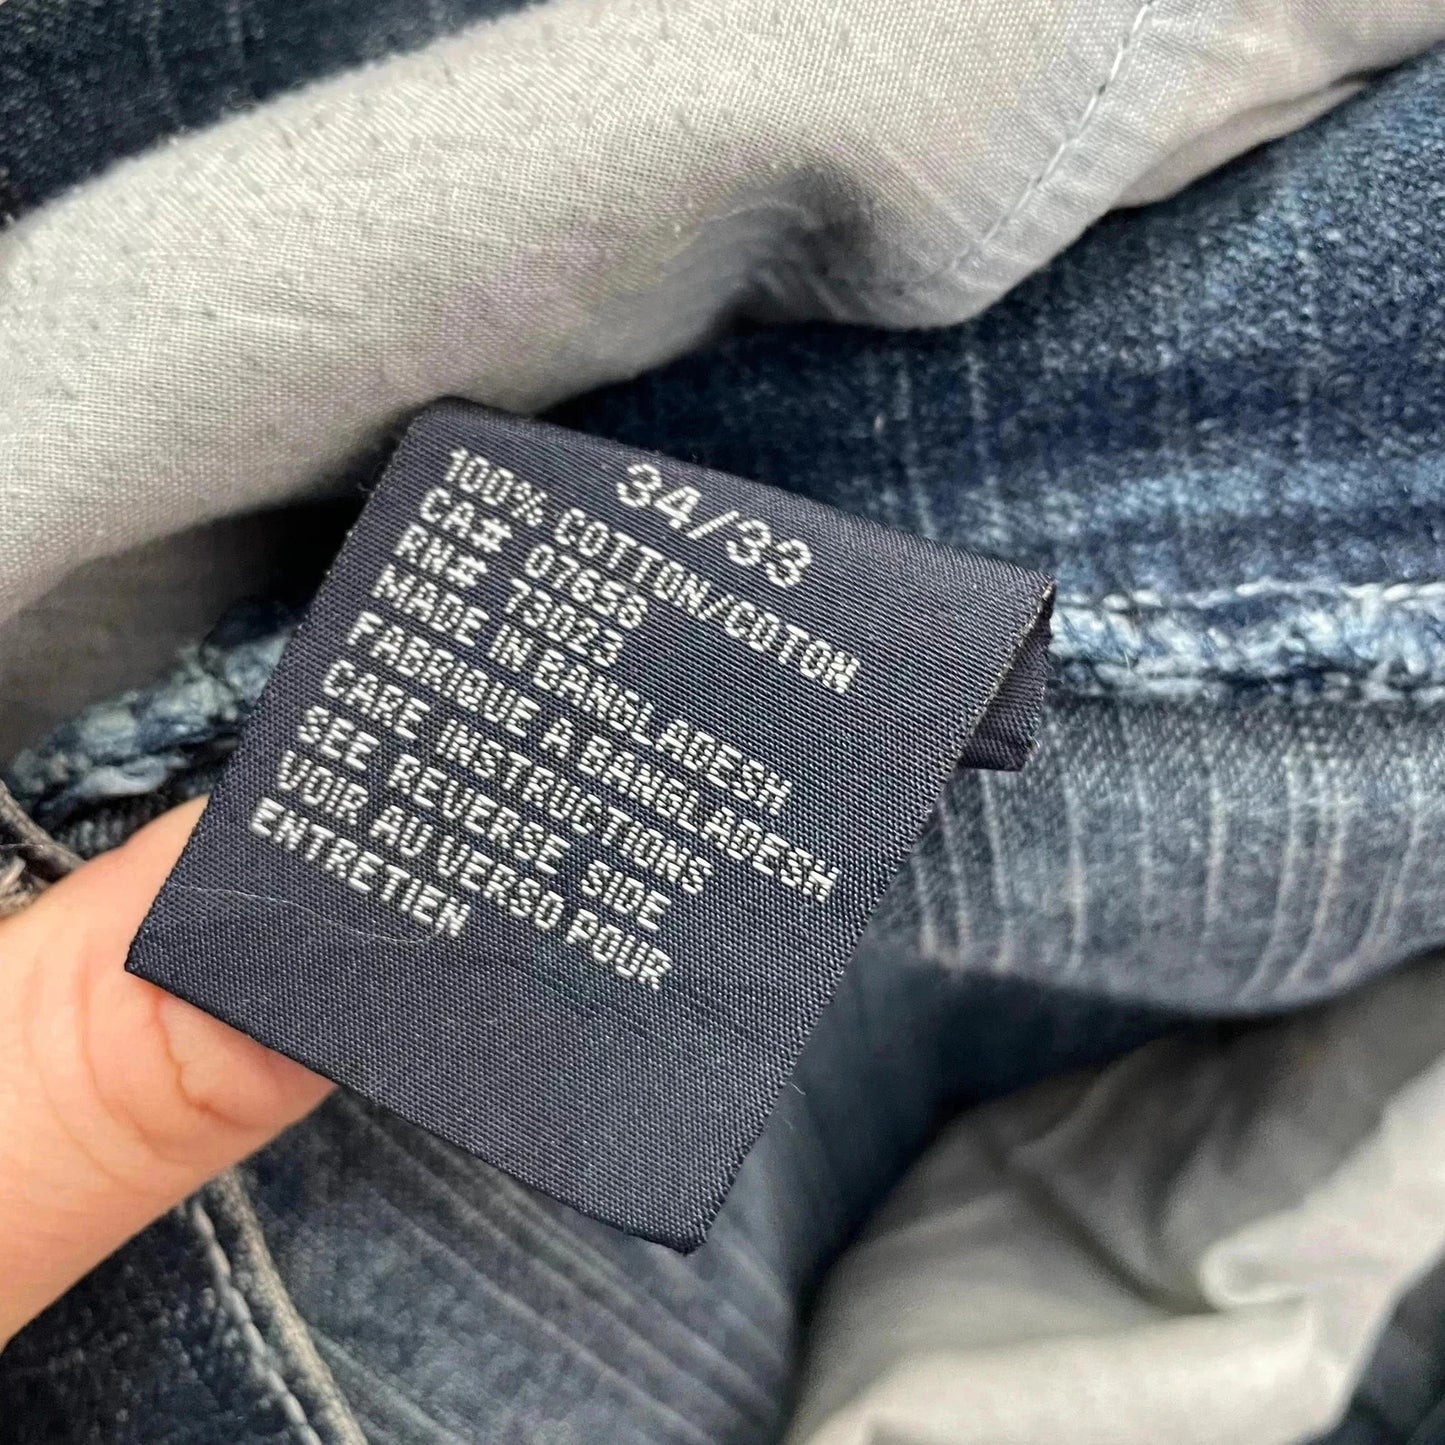 34/33
100% COTTON/COTON
CA# 07658
RN# 73023
MADE IN BANGLADESH
FABRIQUE A BANGLADESH
CARE INSTRUCTIONS
SEE REVERSE SIDE
VOIR AU VERSO POUR
ENTRETIEN